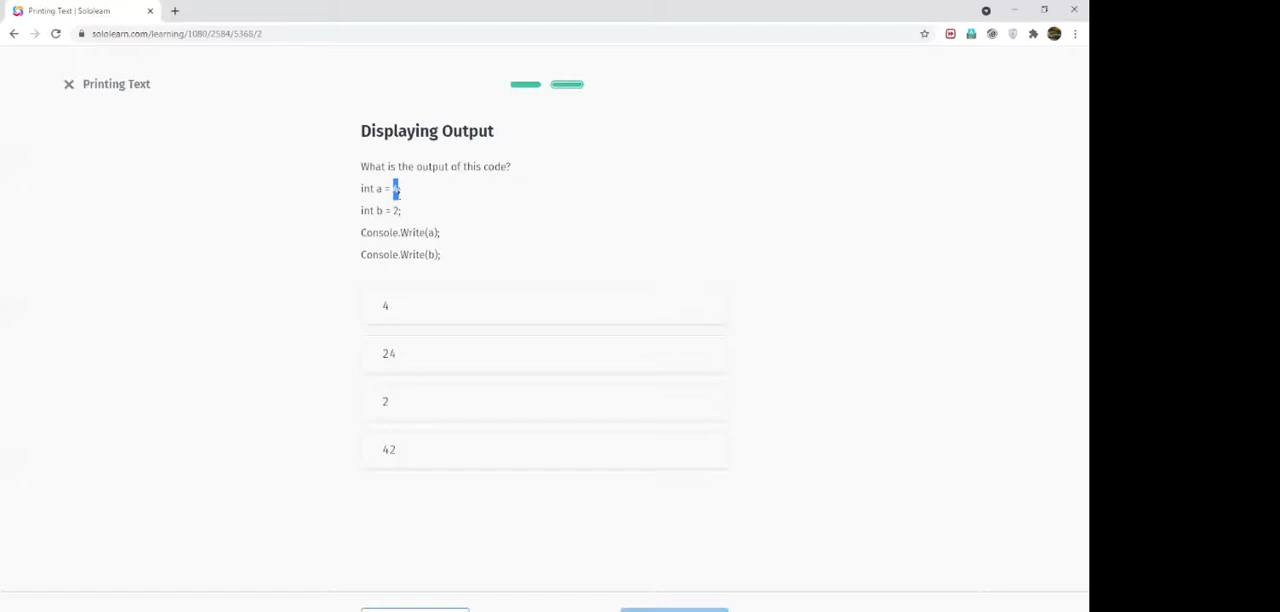 Printing Text | Sololearn
sololearn.com/learning/1080/2584/5368/2
Printing Text
Displaying Output
What is the output of this code?
int a = 4;
int b = 2;
Console.Write(a);
Console.Write(b);
4
24
2
42